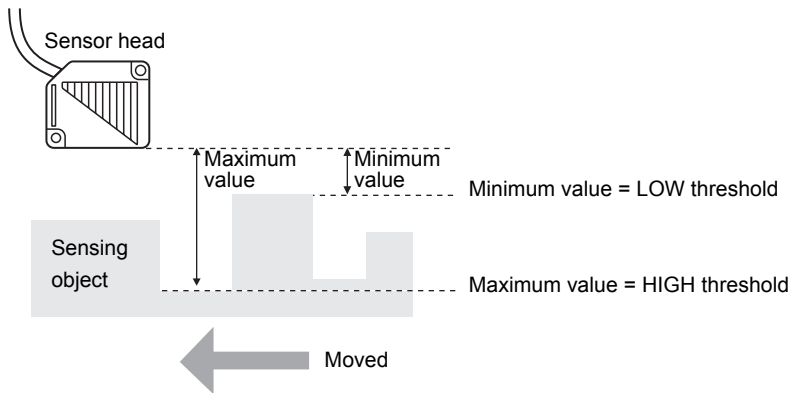 Sensor head
Maximum
value
Minimum
value
Minimum value = LOW threshold
Sensing
object
Maximum value = HIGH threshold
Moved